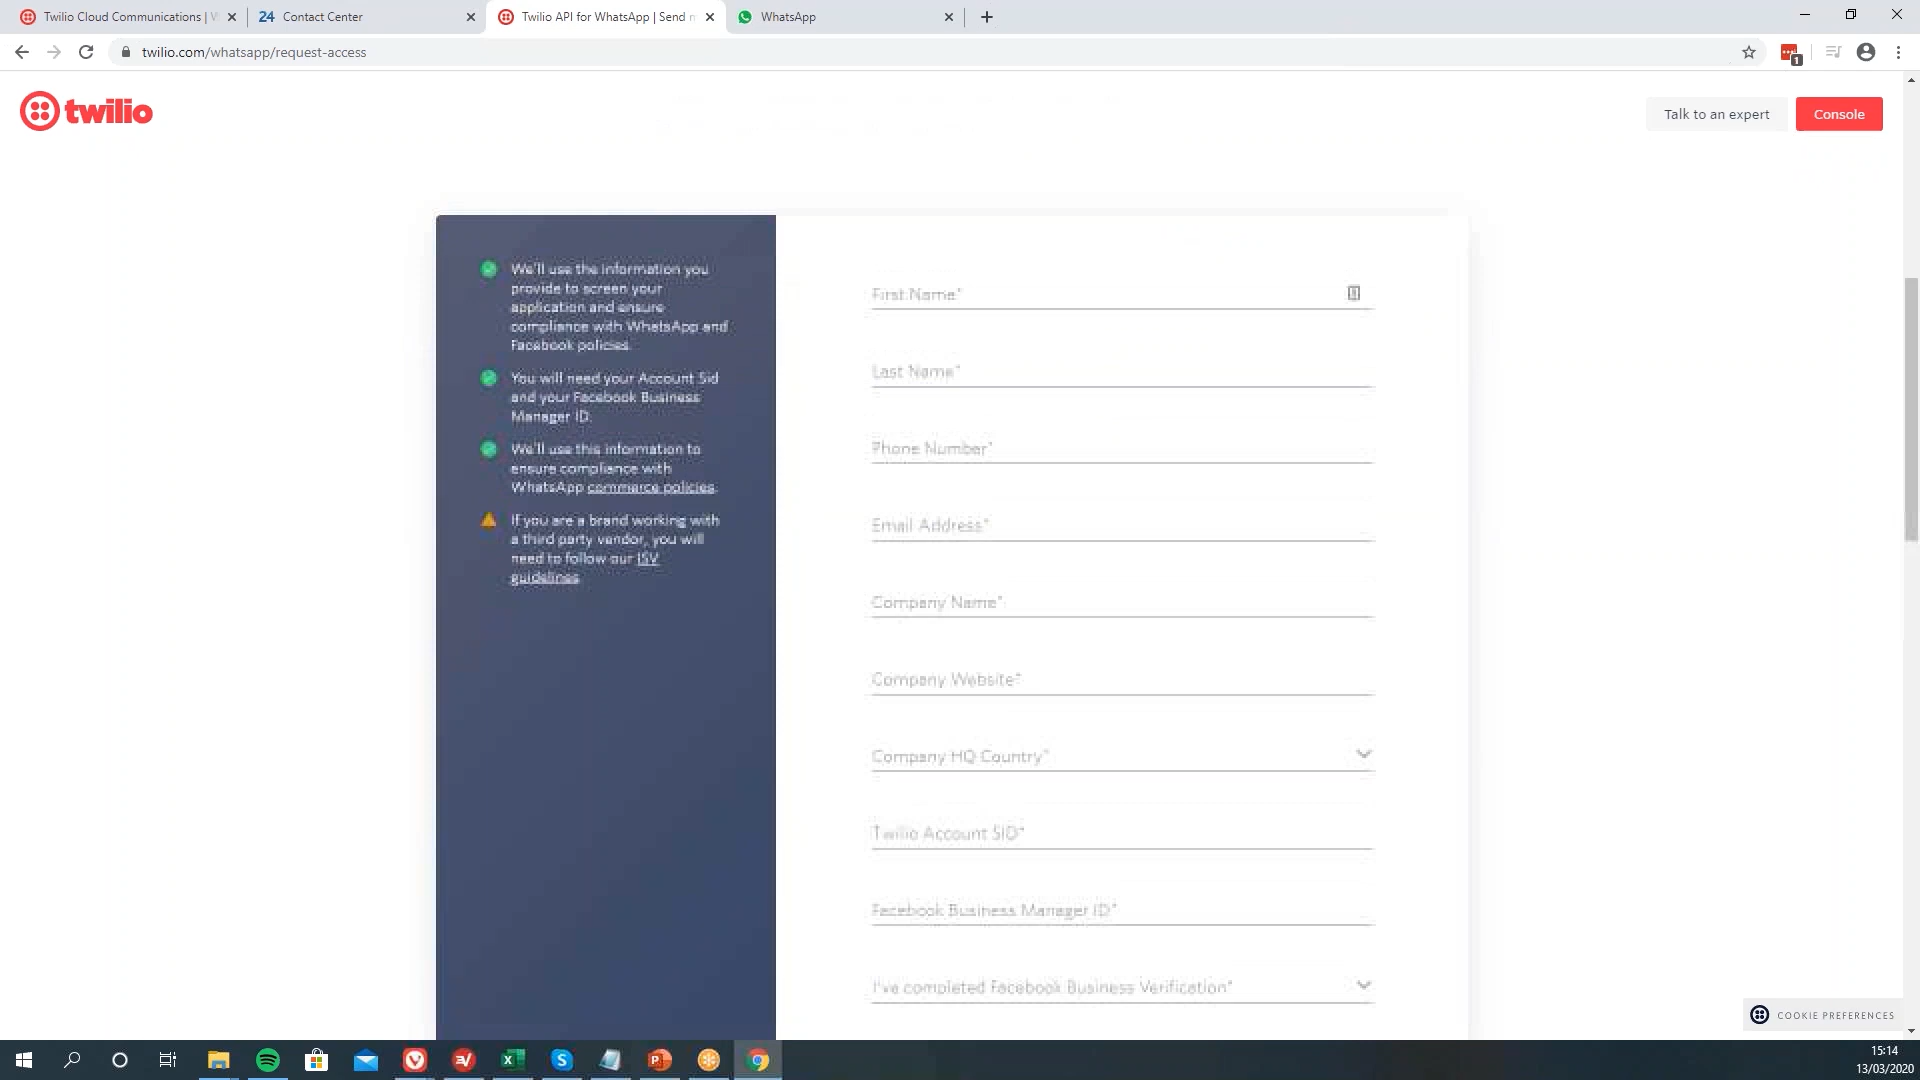 Twilio Cloud Communications | W
24 Contact Center
Twilio API for WhatsApp | Send m
WhatsApp
twilio.com/whatsapp/request-access
1
twilio
Talk to an expert
Console
We'll use the information you
provide to screen your
application and ensure
compliance with WhatsApp and
Facebook policies.
You will need your Account Sid
and your Facebook Business
Manager ID.
We'll use this information to
ensure compliance with
WhatsApp commerce policies.
If you are a brand working with
a third party vendor, you will
need to follow our ISV
guidelines
First Name*
Last Name*
Phone Number*
Email Address*
Company Name*
Company Website*
Company HQ Country*
Twilio Account SID*
Facebook Business Manager ID*
I've completed Facebook Business Verification*
COOKIE PREFERENCES
15:14
13/03/2020